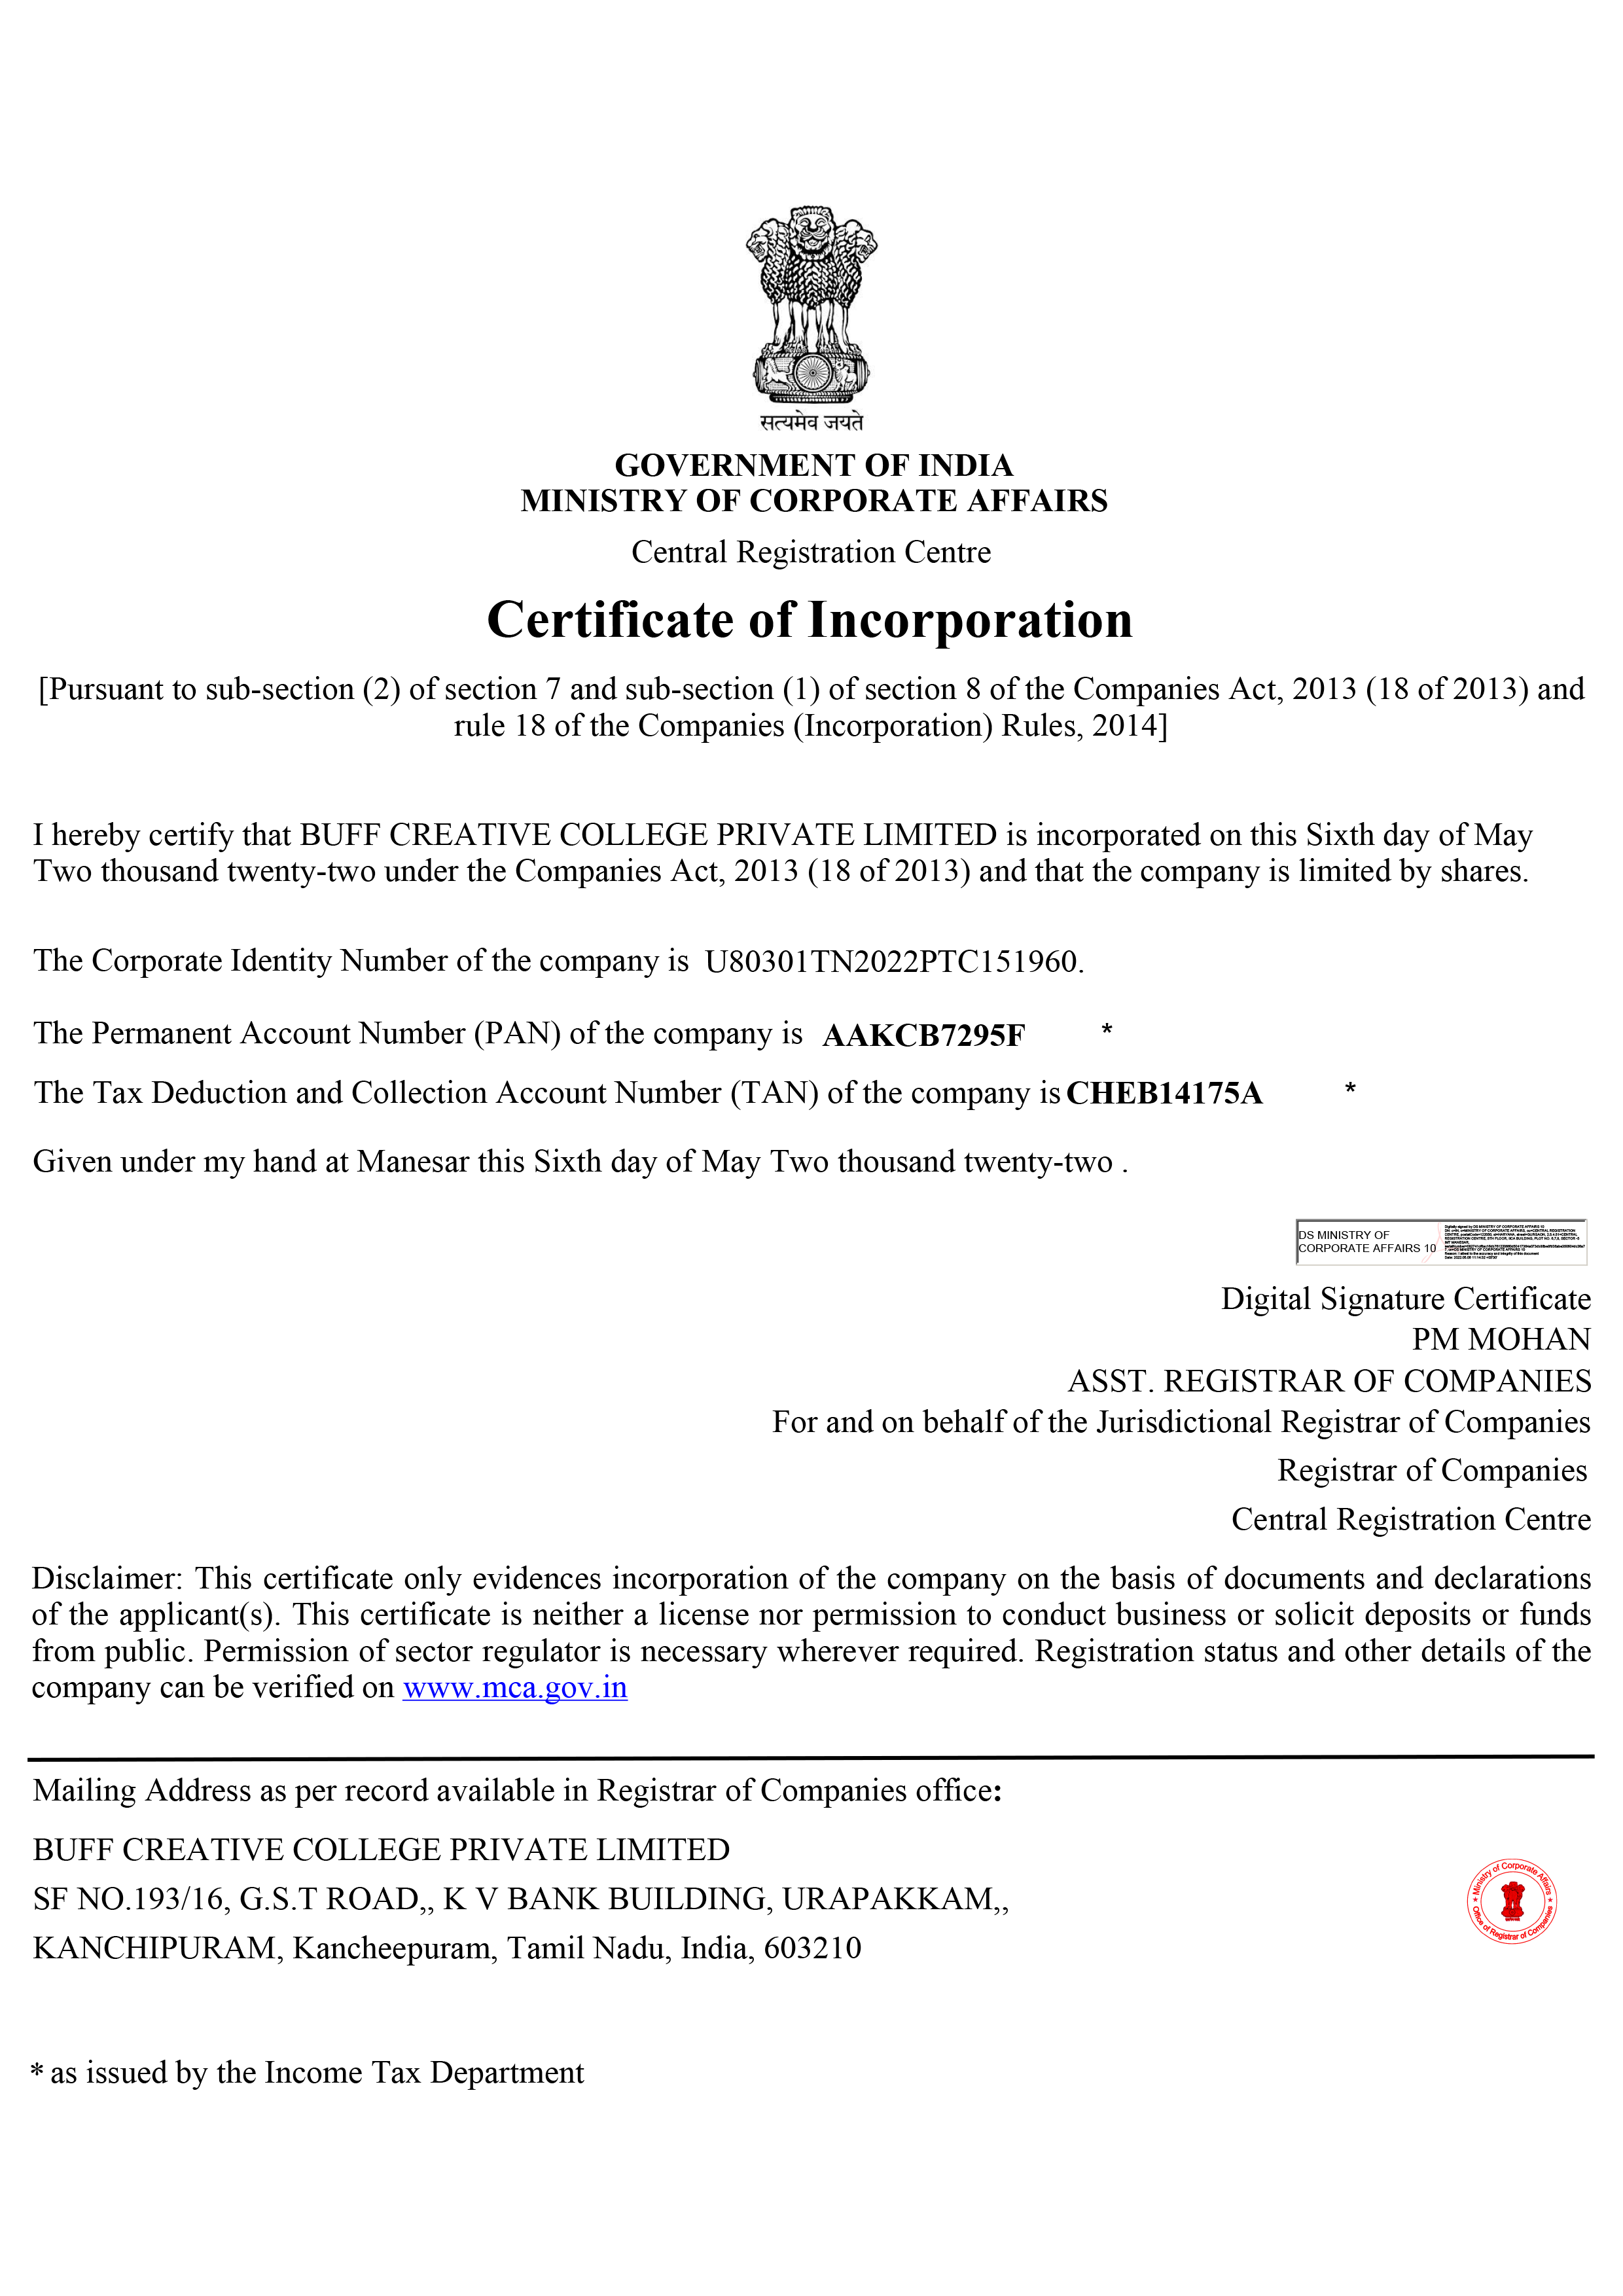 सत्यमेव जयते
GOVERNMENT OF INDIA
MINISTRY OF CORPORATE AFFAIRS
Central Registration Centre
Certificate of Incorporation
[Pursuant to sub-section (2) of section 7 and sub-section (1) of section 8 of the Companies Act, 2013 (18 of 2013) and
rule 18 of the Companies (Incorporation) Rules, 2014]
I hereby certify that BUFF CREATIVE COLLEGE PRIVATE LIMITED is incorporated on this Sixth day of May
Two thousand twenty-two under the Companies Act, 2013 (18 of 2013) and that the company is limited by shares.
The Corporate Identity Number of the company is U80301TN2022PTC151960.
The Permanent Account Number (PAN) of the company is AAKCB7295F *
The Tax Deduction and Collection Account Number (TAN) of the company is CHEB14175A *
Given under my hand at Manesar this Sixth day of May Two thousand twenty-two .
DS MINISTRY OF
CORPORATE AFFAIRS 10
Digitally signed by DS MINISTRY OF CORPORATE AFFAIRS 10
Digital Signature Certificate
PM MOHAN
ASST. REGISTRAR OF COMPANIES
For and on behalf of the Jurisdictional Registrar of Companies
Registrar of Companies
Central Registration Centre
Disclaimer: This certificate only evidences incorporation of the company on the basis of documents and declarations
of the applicant(s). This certificate is neither a license nor permission to conduct business or solicit deposits or funds
from public. Permission of sector regulator is necessary wherever required. Registration status and other details of the
company can be verified on www.mca.gov.in
Mailing Address as per record available in Registrar of Companies office:
BUFF CREATIVE COLLEGE PRIVATE LIMITED
SF NO.193/16, G.S.T ROAD,, K V BANK BUILDING, URAPAKKAM,,
KANCHIPURAM, Kancheepuram, Tamil Nadu, India, 603210
Ministry of Corporate Affairs
Office of Registrar of Companies
* as issued by the Income Tax Department